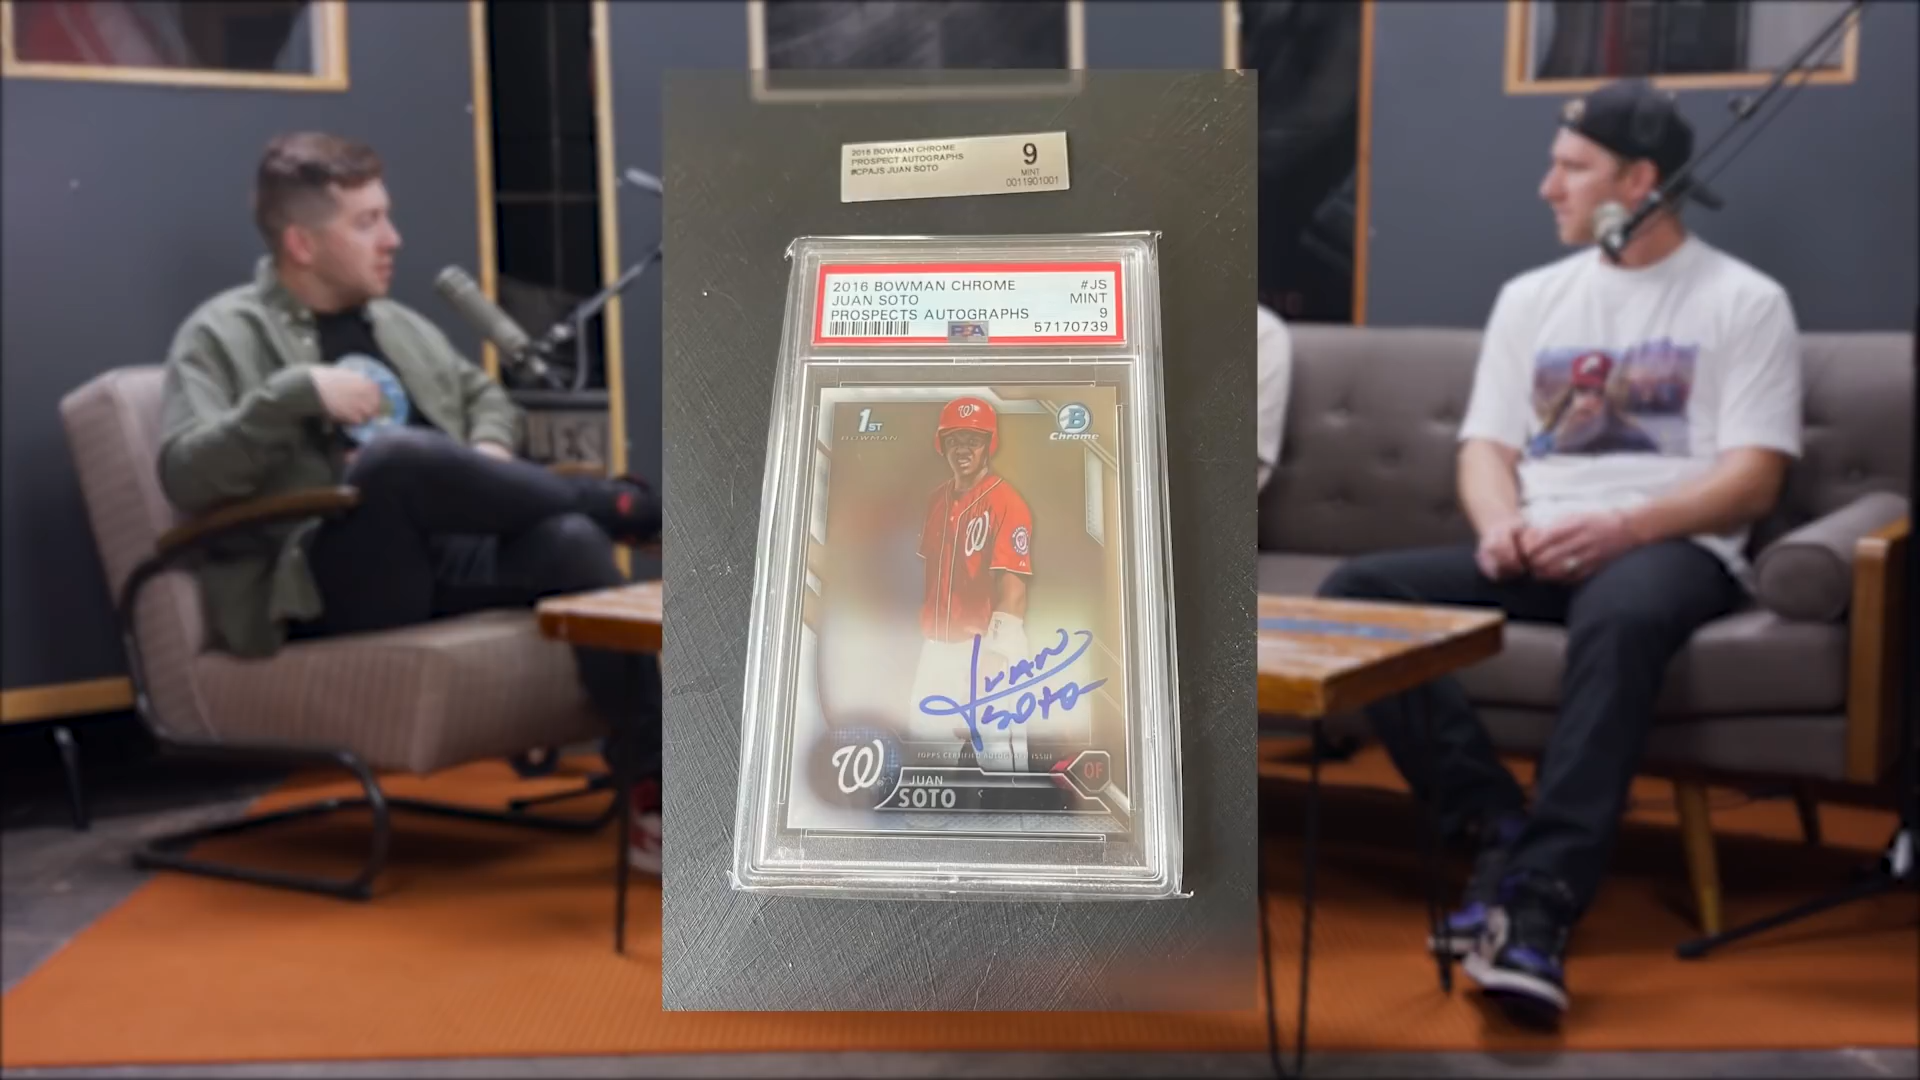 2016 BOWMAN CHROME
PROSPECT AUTOGRAPHS
#CPAJS JUAN SOTO
9
MINT
0011901001
2016 BOWMAN CHROME #JS
JUAN SOTO MINT
PROSPECTS AUTOGRAPHS 9
PSA 57170739
1ST
BOWMAN
B
Chrome
W
W
JUAN
SOTO
TOPPS CERTIFIED AUTOGRAPH ISSUE
W
JUAN
SOTO
OF